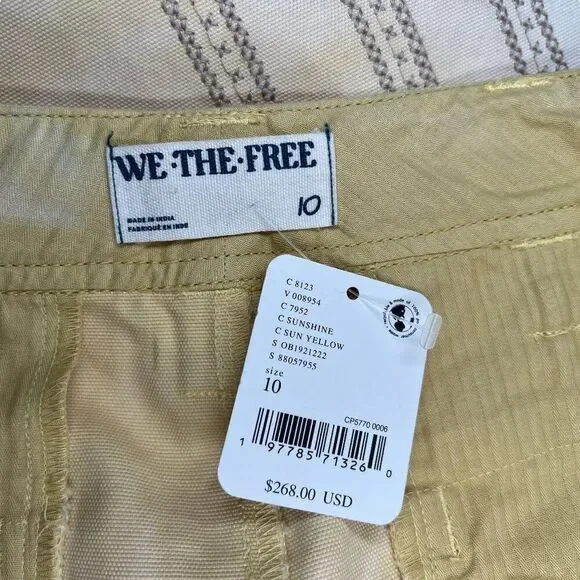 WE·THE·FREE
10
MADE IN INDIA
FABRIQUÉ EN INDE
C 8123
V 008954
C 7952
C SUNSHINE
C SUN YELLOW
S OB1921222
S 88057955
size
10
CP5770 0006
1 97785 71326 0
$268.00 USD